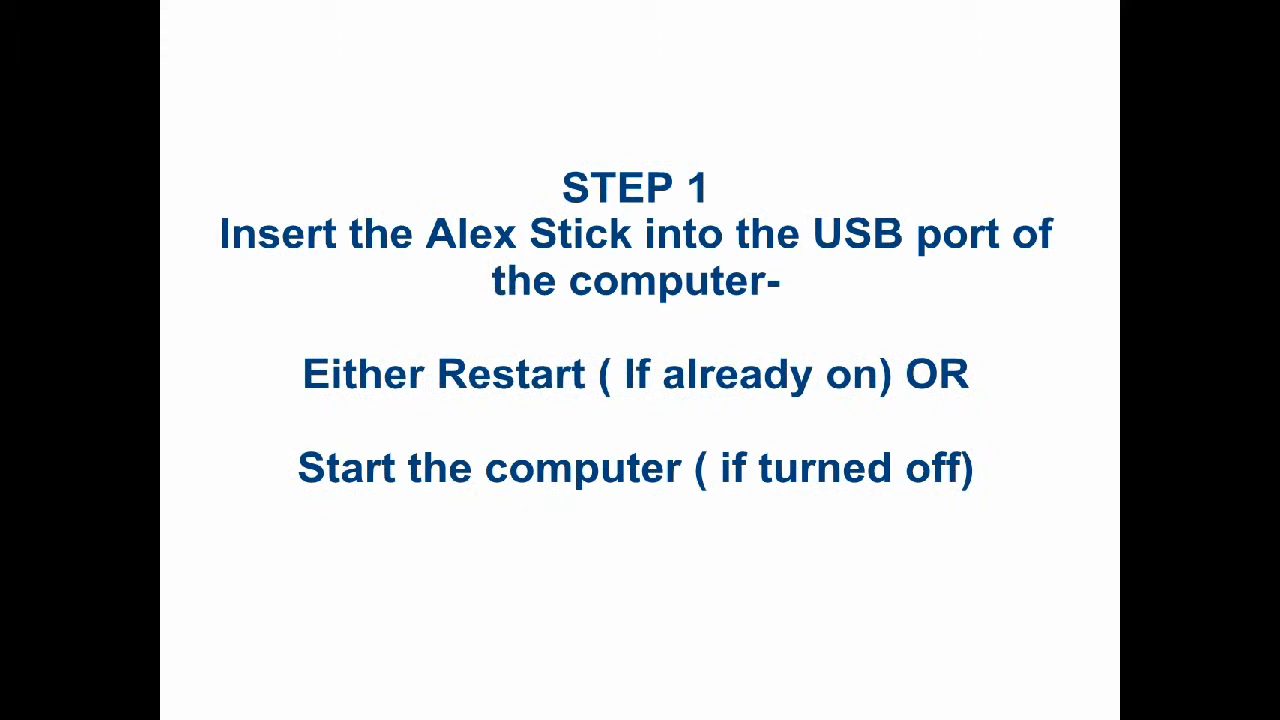 STEP 1
Insert the Alex Stick into the USB port of
the computer-
Either Restart ( If already on) OR
Start the computer ( if turned off)